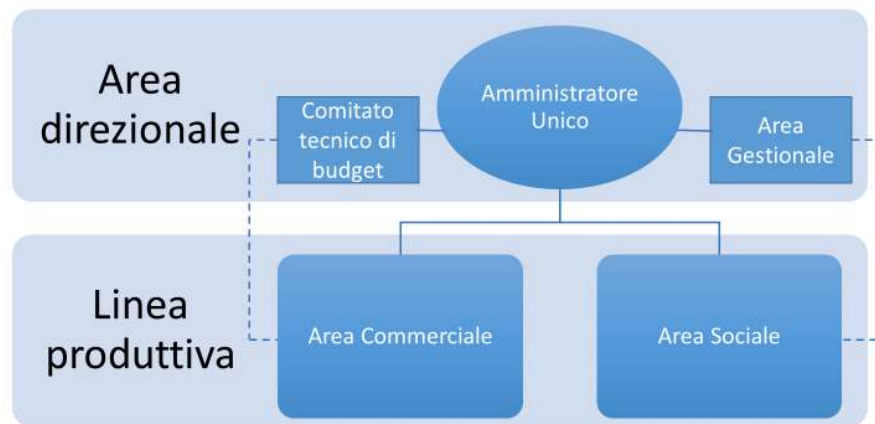 Area
direzionale
Comitato
tecnico di
budget
Amministratore
Unico
Area
Gestionale
Linea
produttiva
Area Commerciale
Area Sociale